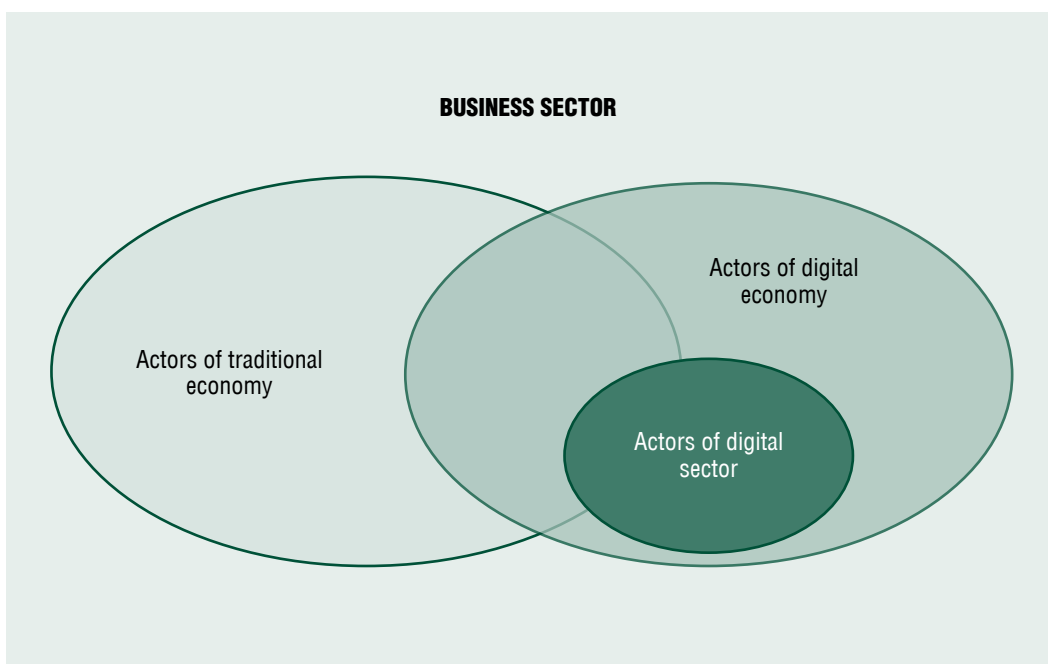 BUSINESS SECTOR
Actors of digital
economy
Actors of traditional
economy
Actors of digital
sector